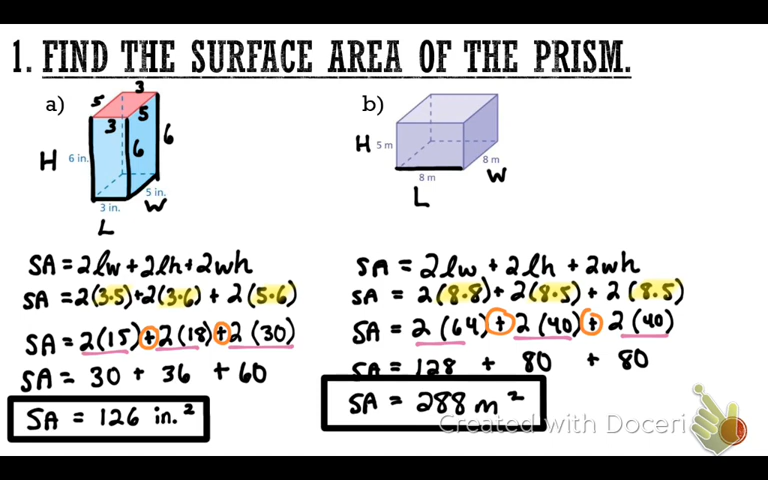 1. FIND THE SURFACE AREA OF THE PRISM.
a)
3
5
5
3
6
6
H
6 in.
5 in.
W
3 in.
L
SA = 2lw + 2lh + 2wh
SA = 2(3·5)+2(3·6) + 2(5·6)
SA = 2(15) + 2(18) + 2(30)
SA = 30 + 36 + 60
SA = 126 in.²
b)
H
5 m
8 m
W
8 m
L
SA = 2lw + 2lh + 2wh
SA = 2(8·8) + 2(8·5) + 2(8·5)
SA = 2(64) + 2(40) + 2(40)
SA = 128 + 80 + 80
SA = 288 m²
Created with Doceri